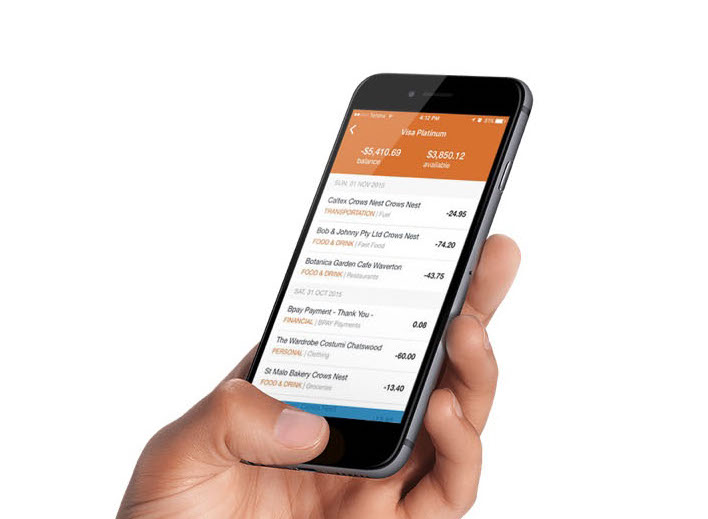 Telstra 4:12 PM 31%
Visa Platinum
-$5,410.69 $3,850.12
balance available
SUN, 01 NOV 2015
Caltex Crows Nest Crows Nest
TRANSPORTATION | Fuel -24.95
Bob & Johnny Pty Ltd Crows Nest
FOOD & DRINK | Fast Food -74.20
Botanica Garden Cafe Waverton
FOOD & DRINK | Restaurants -43.75
SAT, 31 OCT 2015
Bpay Payment - Thank You -
FINANCIAL | BPAY Payments 0.08
The Wardrobe Costumi Chatswood
PERSONAL | Clothing -60.00
St Malo Bakery Crows Nest
FOOD & DRINK | Groceries -13.40
Crows Nest